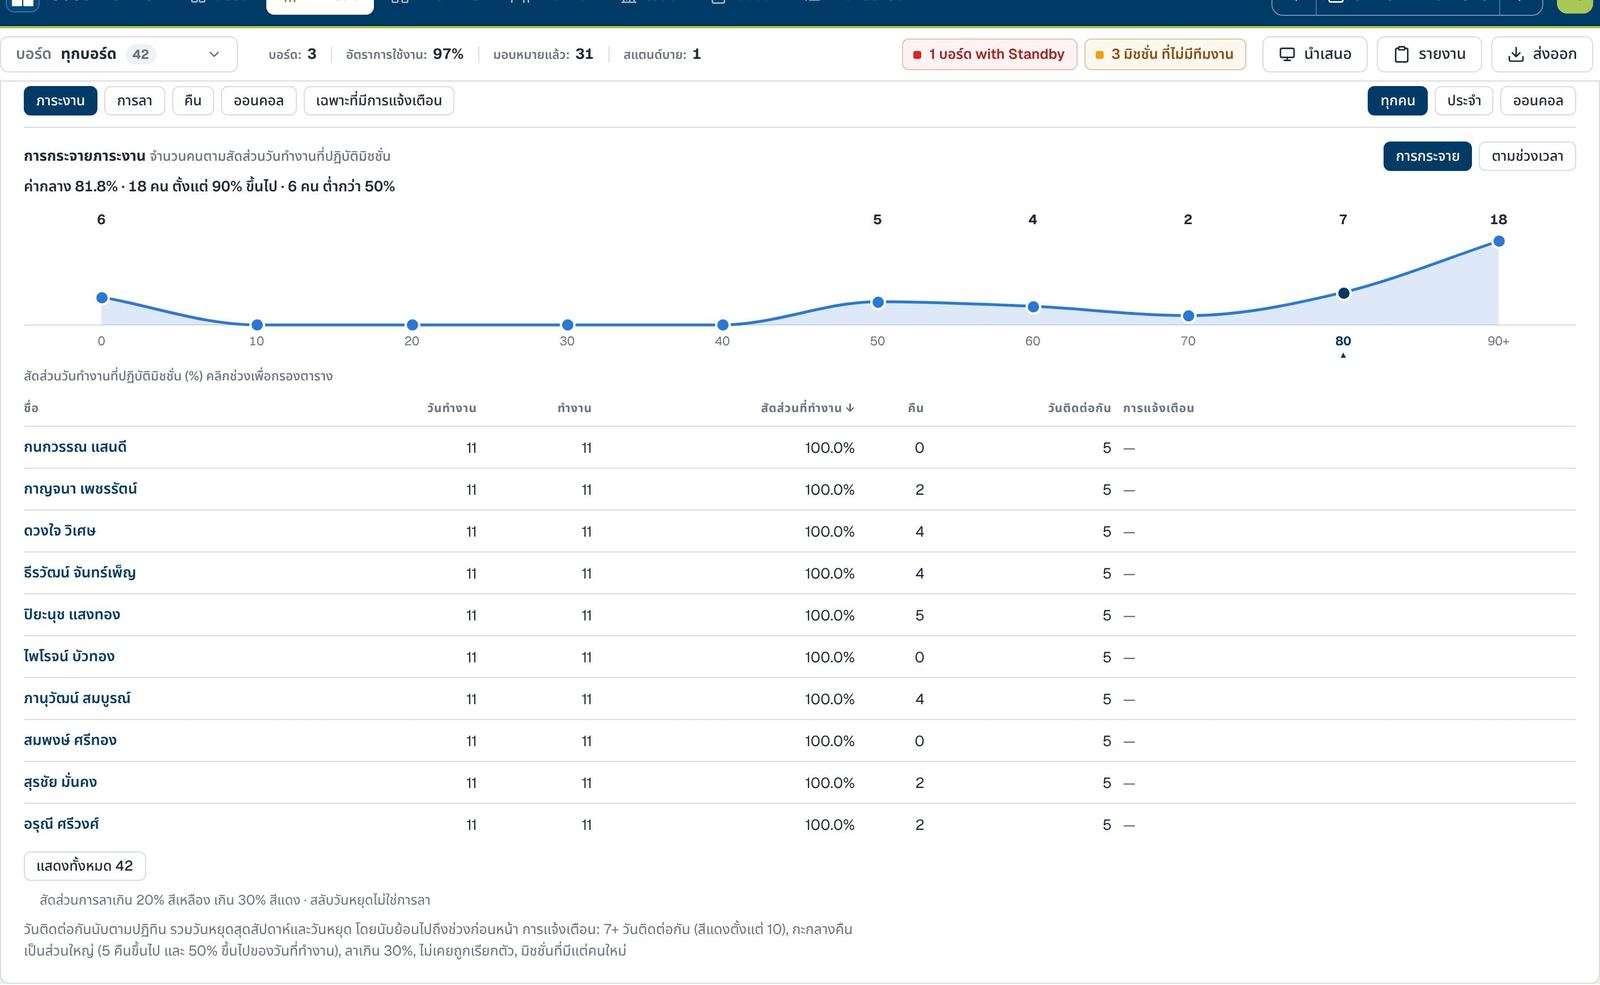 บอร์ด ทุกบอร์ด 42
บอร์ด: 3 อัตราการใช้งาน: 97% มอบหมายแล้ว: 31 สแตนด์บาย: 1
1 บอร์ด with Standby
3 มิชชั่น ที่ไม่มีทีมงาน
นำเสนอ
รายงาน
ส่งออก
ภาระงาน การลา คืน ออนคอล เฉพาะที่มีการแจ้งเตือน
ทุกคน ประจำ ออนคอล
การกระจายภาระงาน จำนวนคนตามสัดส่วนวันทำงานที่ปฏิบัติมิชชั่น
การกระจาย ตามช่วงเวลา
ค่ากลาง 81.8% · 18 คน ตั้งแต่ 90% ขึ้นไป · 6 คน ต่ำกว่า 50%
6 5 4 2 7 18
0 10 20 30 40 50 60 70 80 90+
▲
สัดส่วนวันทำงานที่ปฏิบัติมิชชั่น (%) คลิกช่วงเพื่อกรองตาราง
ชื่อ วันทำงาน ทำงาน สัดส่วนที่ทำงาน ↓ คืน วันติดต่อกัน การแจ้งเตือน
กนกวรรณ แสนดี 11 11 100.0% 0 5 —
กาญจนา เพชรรัตน์ 11 11 100.0% 2 5 —
ดวงใจ วิเศษ 11 11 100.0% 4 5 —
ธีรวัฒน์ จันทร์เพ็ญ 11 11 100.0% 4 5 —
ปิยะนุช แสงทอง 11 11 100.0% 5 5 —
ไพโรจน์ บัวทอง 11 11 100.0% 0 5 —
ภานุวัฒน์ สมบูรณ์ 11 11 100.0% 4 5 —
สมพงษ์ ศรีทอง 11 11 100.0% 0 5 —
สุรชัย มั่นคง 11 11 100.0% 2 5 —
อรุณี ศรีวงศ์ 11 11 100.0% 2 5 —
แสดงทั้งหมด 42
สัดส่วนการลาเกิน 20% สีเหลือง เกิน 30% สีแดง · สลับวันหยุดไม่ใช่การลา
วันติดต่อกันนับตามปฏิทิน รวมวันหยุดสุดสัปดาห์และวันหยุด โดยนับย้อนไปถึงช่วงก่อนหน้า การแจ้งเตือน: 7+ วันติดต่อกัน (สีแดงตั้งแต่ 10), กะกลางคืน
เป็นส่วนใหญ่ (5 คืนขึ้นไป และ 50% ขึ้นไปของวันที่ทำงาน), ลาเกิน 30%, ไม่เคยถูกเรียกตัว, มิชชั่นที่มีแต่คนใหม่